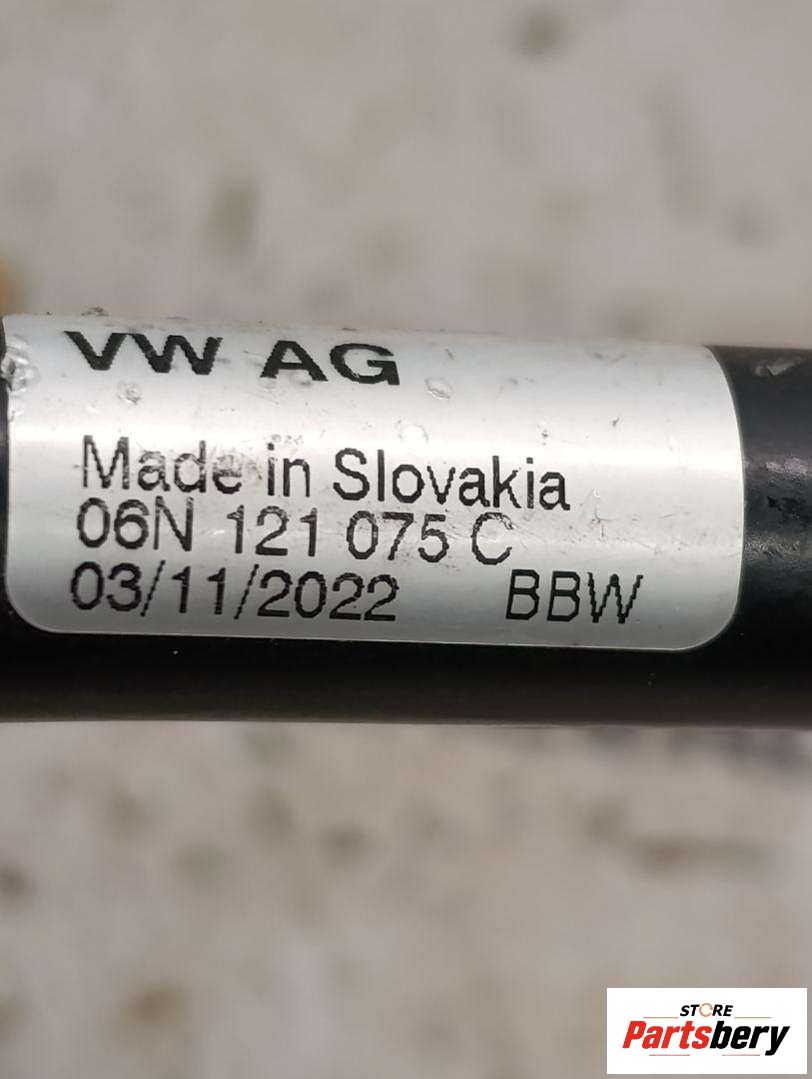 VW AG
Made in Slovakia
06N 121 075 C
03/11/2022 BBW
STORE
Partsbery